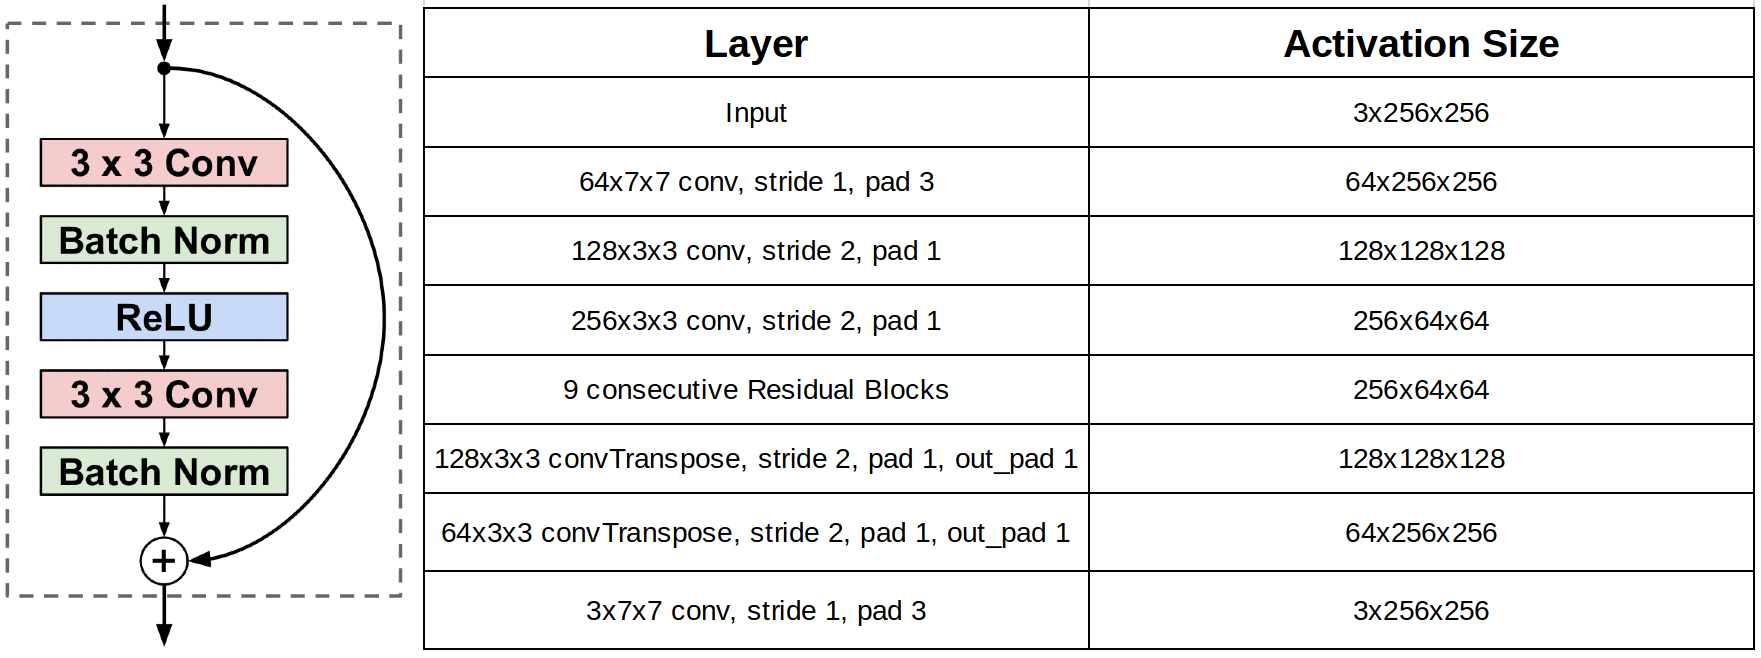 3 x 3 Conv
Batch Norm
ReLU
3 x 3 Conv
Batch Norm
+
Layer Activation Size
Input 3x256x256
64x7x7 conv, stride 1, pad 3 64x256x256
128x3x3 conv, stride 2, pad 1 128x128x128
256x3x3 conv, stride 2, pad 1 256x64x64
9 consecutive Residual Blocks 256x64x64
128x3x3 convTranspose, stride 2, pad 1, out_pad 1 128x128x128
64x3x3 convTranspose, stride 2, pad 1, out_pad 1 64x256x256
3x7x7 conv, stride 1, pad 3 3x256x256